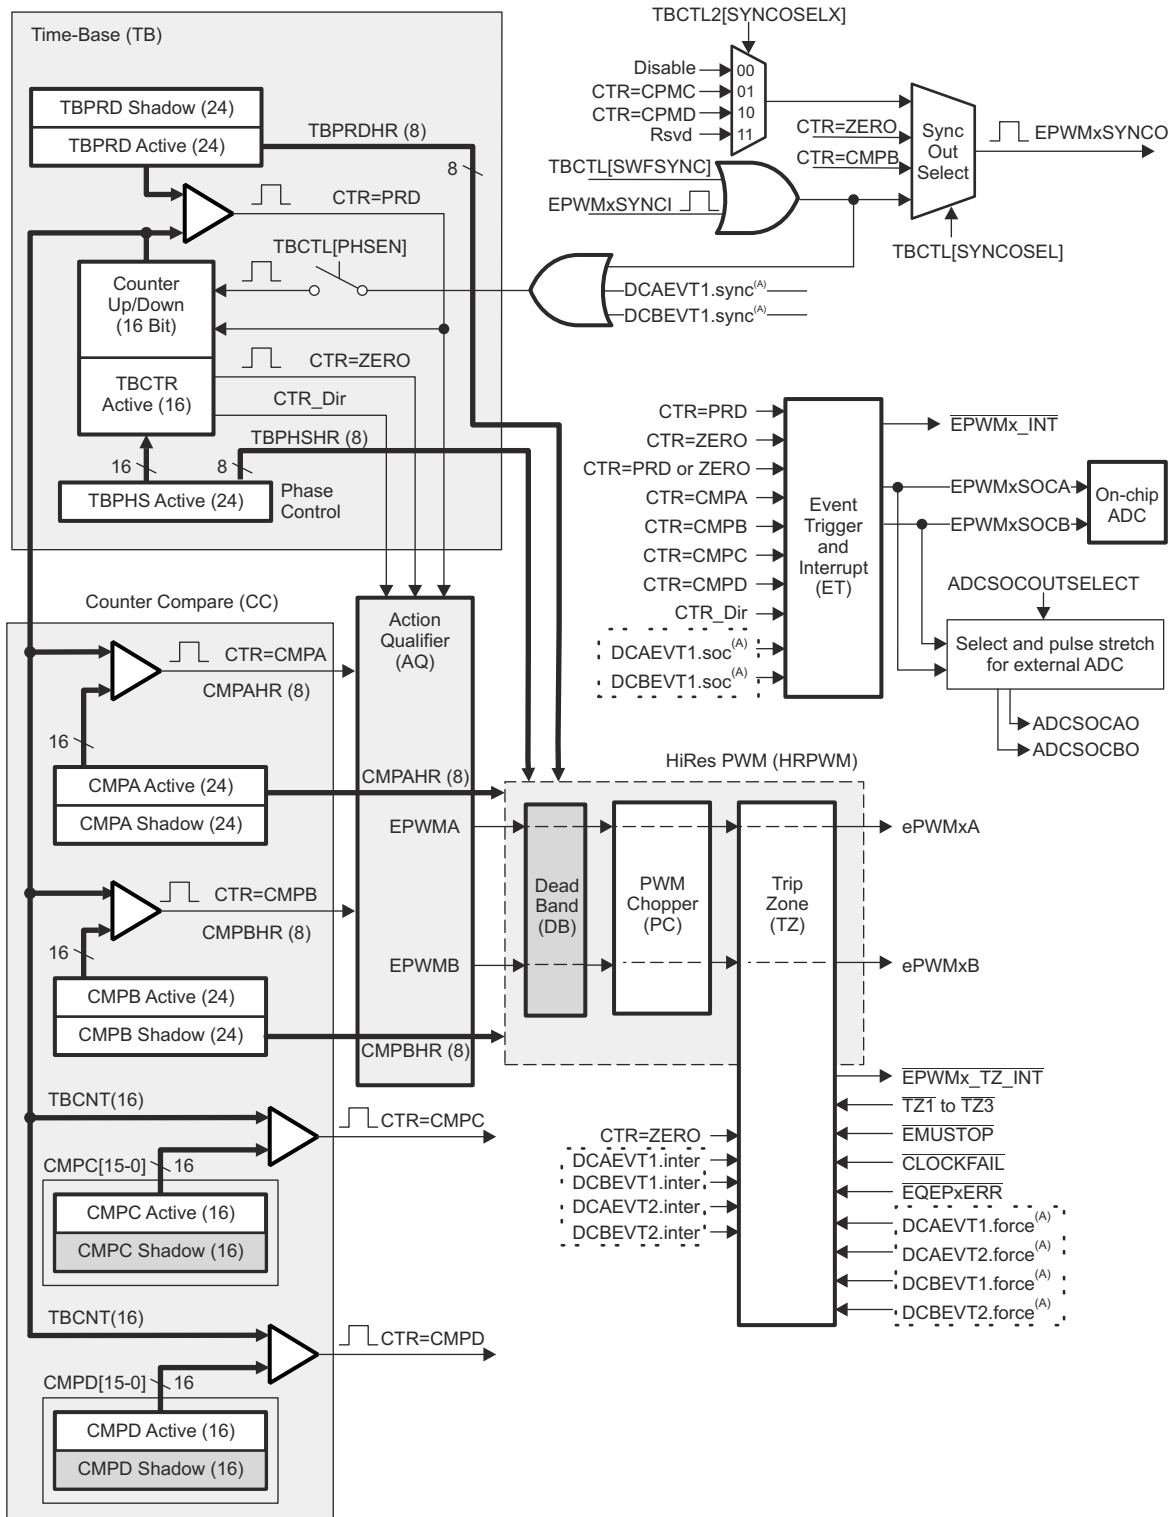 TBCTL2[SYNCOSELX]
Time-Base (TB)
Disable
00
CTR=CPMC
01
CTR=CPMD
10
Rsvd
11
TBPRD Shadow (24)
TBPRD Active (24)
TBPRDHR (8)
8
CTR=ZERO
CTR=CMPB
Sync
Out
Select
EPWMxSYNCO
TBCTL[SWFSYNC]
EPWMxSYNCI
TBCTL[SYNCOSEL]
CTR=PRD
TBCTL[PHSEN]
Counter
Up/Down
(16 Bit)
DCAEVT1.sync(A)
DCBEVT1.sync(A)
CTR=ZERO
TBCTR
Active (16)
CTR_Dir
TBPHSHR (8)
16
8
TBPHS Active (24)
Phase
Control
CTR=PRD
CTR=ZERO
CTR=PRD or ZERO
CTR=CMPA
CTR=CMPB
CTR=CMPC
CTR=CMPD
CTR_Dir
DCAEVT1.soc(A)
DCBEVT1.soc(A)
Event
Trigger
and
Interrupt
(ET)
EPWMx_INT
EPWMxSOCA
EPWMxSOCB
On-chip
ADC
ADCSOCOUTSELECT
Select and pulse stretch
for external ADC
ADCSOCAO
ADCSOCBO
Counter Compare (CC)
Action
Qualifier
(AQ)
CTR=CMPA
CMPAHR (8)
16
CMPA Active (24)
CMPA Shadow (24)
CMPAHR (8)
HiRes PWM (HRPWM)
EPWMA
ePWMxA
CTR=CMPB
CMPBHR (8)
16
Dead
Band
(DB)
PWM
Chopper
(PC)
Trip
Zone
(TZ)
EPWMB
ePWMxB
CMPB Active (24)
CMPB Shadow (24)
CMPBHR (8)
EPWMx_TZ_INT
TZ1 to TZ3
EMUSTOP
CLOCKFAIL
EQEPxERR
DCAEVT1.force(A)
DCAEVT2.force(A)
DCBEVT1.force(A)
DCBEVT2.force(A)
CTR=ZERO
DCAEVT1.inter
DCBEVT1.inter
DCAEVT2.inter
DCBEVT2.inter
TBCNT(16)
CTR=CMPC
CMPC[15-0]
16
CMPC Active (16)
CMPC Shadow (16)
TBCNT(16)
CTR=CMPD
CMPD[15-0]
16
CMPD Active (16)
CMPD Shadow (16)